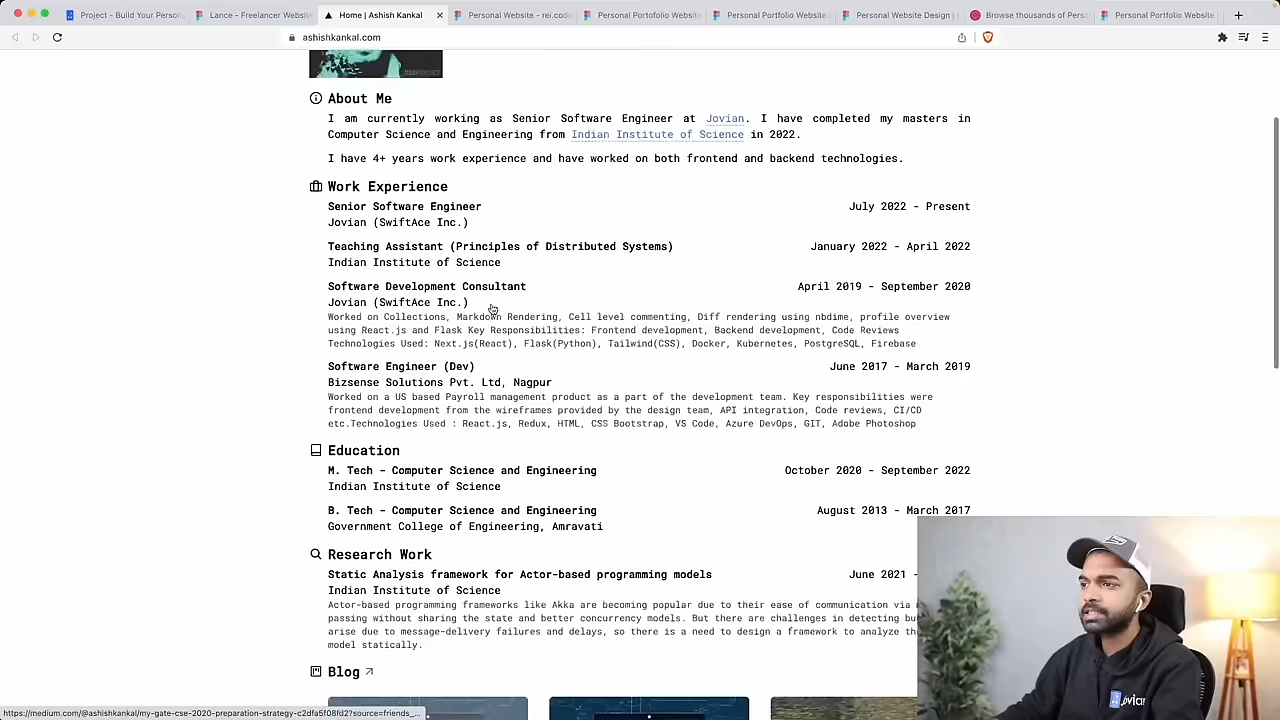 Project - Build Your Persona
Lance - Freelancer Website
Home | Ashish Kankal
Personal Website - rei.code
Personal Portofolio Website
Personal Portfolio Website
Personal Website Design |
Browse thousands of Perso
Personal Portfolio Website
ashishkankal.com
About Me
I am currently working as Senior Software Engineer at Jovian. I have completed my masters in
Computer Science and Engineering from Indian Institute of Science in 2022.
I have 4+ years work experience and have worked on both frontend and backend technologies.
Work Experience
Senior Software Engineer July 2022 - Present
Jovian (SwiftAce Inc.)
Teaching Assistant (Principles of Distributed Systems) January 2022 - April 2022
Indian Institute of Science
Software Development Consultant April 2019 - September 2020
Jovian (SwiftAce Inc.)
Worked on Collections, Markdown Rendering, Cell level commenting, Diff rendering using nbdime, profile overview
using React.js and Flask Key Responsibilities: Frontend development, Backend development, Code Reviews
Technologies Used: Next.js(React), Flask(Python), Tailwind(CSS), Docker, Kubernetes, PostgreSQL, Firebase
Software Engineer (Dev) June 2017 - March 2019
Bizsense Solutions Pvt. Ltd, Nagpur
Worked on a US based Payroll management product as a part of the development team. Key responsibilities were
frontend development from the wireframes provided by the design team, API integration, Code reviews, CI/CD
etc.Technologies Used : React.js, Redux, HTML, CSS Bootstrap, VS Code, Azure DevOps, GIT, Adobe Photoshop
Education
M. Tech - Computer Science and Engineering October 2020 - September 2022
Indian Institute of Science
B. Tech - Computer Science and Engineering August 2013 - March 2017
Government College of Engineering, Amravati
Research Work
Static Analysis framework for Actor-based programming models June 2021 -
Indian Institute of Science
Actor-based programming frameworks like Akka are becoming popular due to their ease of communication via
passing without sharing the state and better concurrency models. But there are challenges in detecting bu
arise due to message-delivery failures and delays, so there is a need to design a framework to analyze th
model statically.
Blog
https://medium.com/@ashishkankal/my-gate-cse-2020-preparation-strategy-c2dfa5f08fd2?source=friends_...